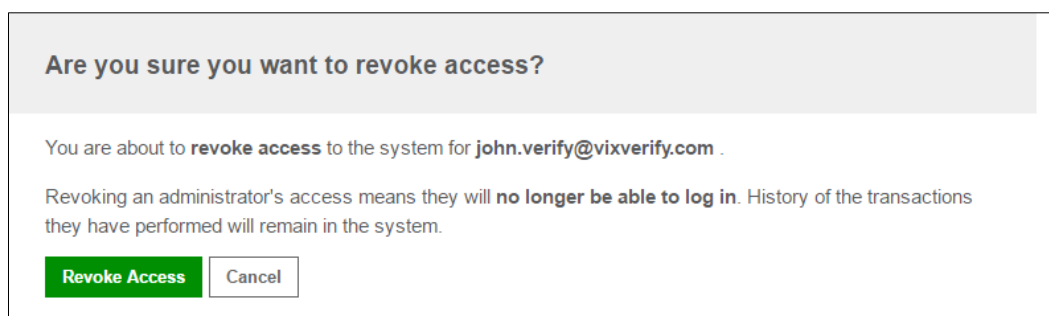 Are you sure you want to revoke access?
You are about to revoke access to the system for john.verify@vixverify.com .
Revoking an administrator's access means they will no longer be able to log in. History of the transactions
they have performed will remain in the system.
Revoke Access
Cancel